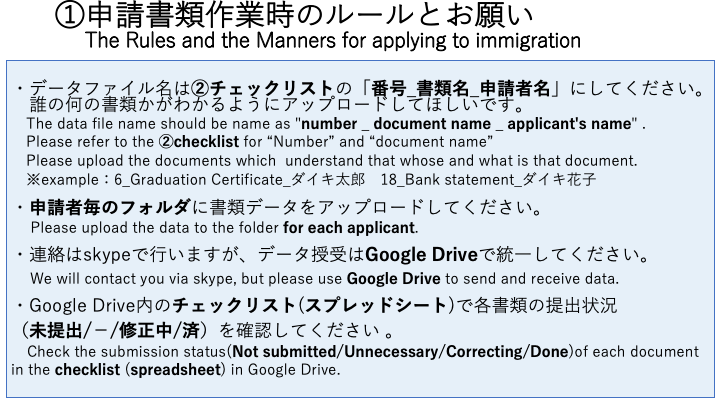 ①申請書類作業時のルールとお願い
The Rules and the Manners for applying to immigration
・データファイル名は②チェックリストの「番号_書類名_申請者名」にしてください。
誰の何の書類かがわかるようにアップロードしてほしいです。
The data file name should be name as "number _ document name _ applicant's name" .
Please refer to the ②checklist for “Number” and “document name”
Please upload the documents which  understand that whose and what is that document.
※example：6_Graduation Certificate_ダイキ太郎　18_Bank statement_ダイキ花子
・申請者毎のフォルダに書類データをアップロードしてください。
Please upload the data to the folder for each applicant.
・連絡はskypeで行いますが、データ授受はGoogle Driveで統一してください。
We will contact you via skype, but please use Google Drive to send and receive data.
・Google Drive内のチェックリスト(スプレッドシート)で各書類の提出状況
（未提出/－/修正中/済）を確認してください 。
Check the submission status(Not submitted/Unnecessary/Correcting/Done)of each document
in the checklist (spreadsheet) in Google Drive.